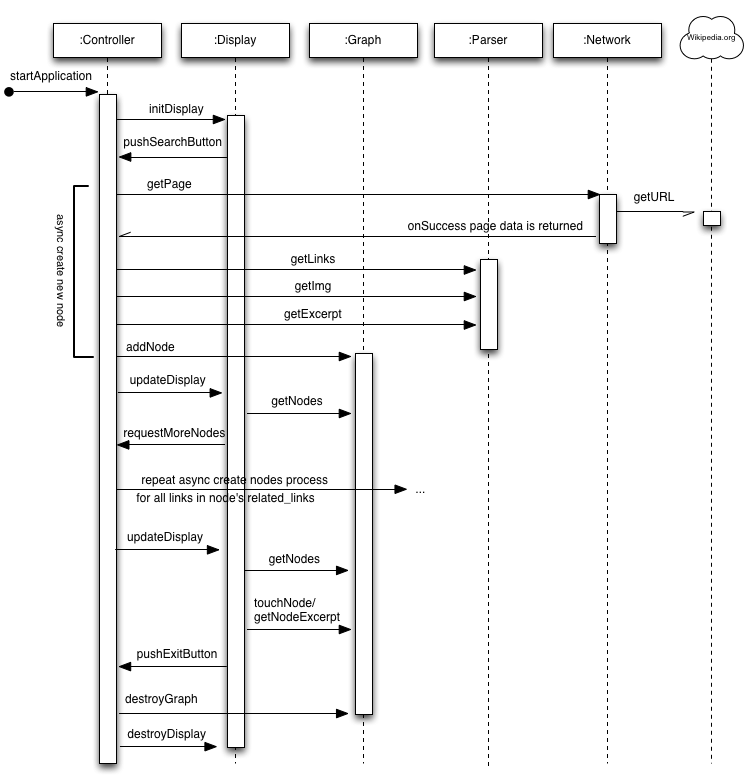 :Controller
:Display
:Graph
:Parser
:Network
Wikipedia.org
startApplication
initDisplay
pushSearchButton
getPage
getURL
async create new
node
onSuccess page data is returned
getLinks
getImg
getExcerpt
addNode
updateDisplay
getNodes
requestMoreNodes
repeat async create nodes process
...
for all links in node's related_links
updateDisplay
getNodes
touchNode/
getNodeExcerpt
pushExitButton
destroyGraph
destroyDisplay